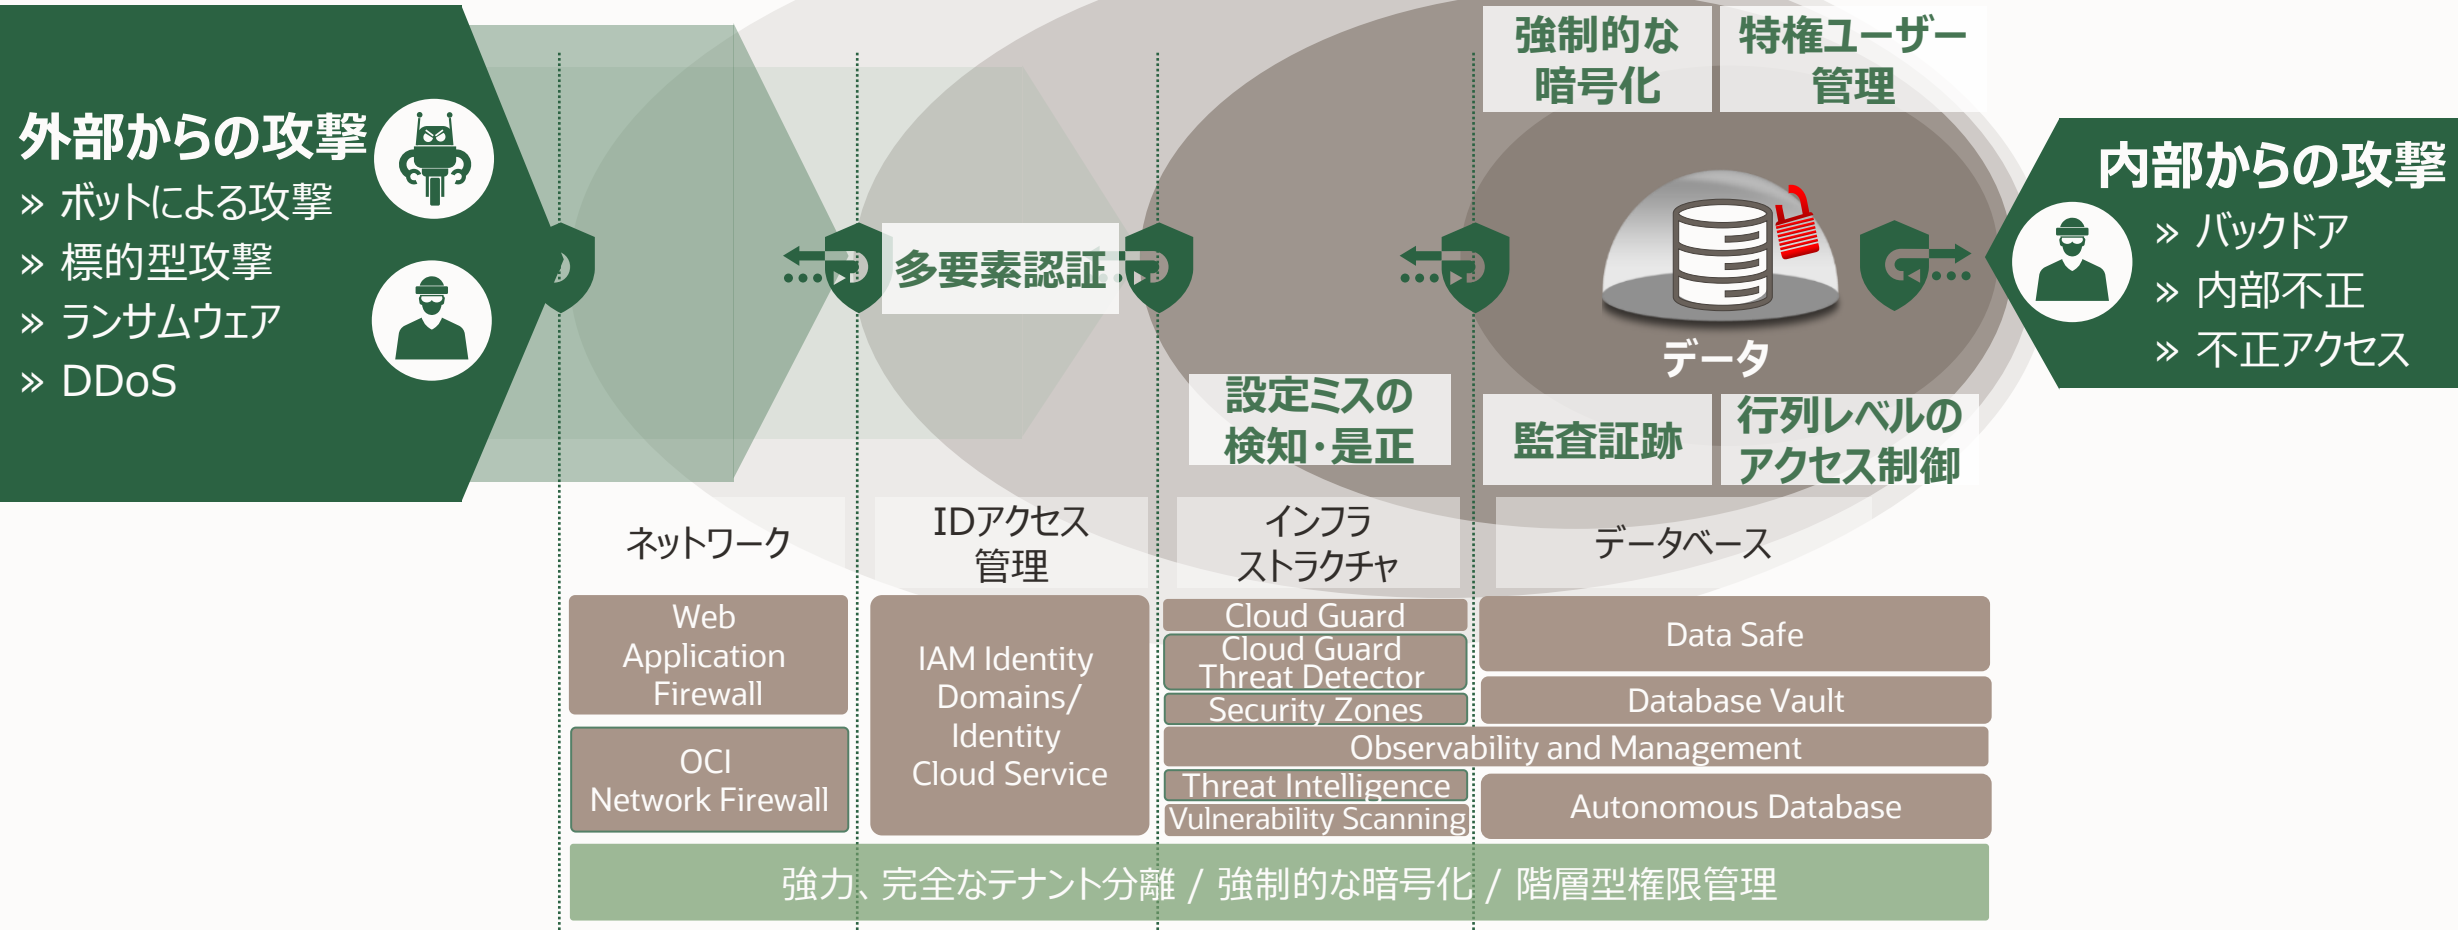 外部からの攻撃
» ボットによる攻撃
» 標的型攻撃
» ランサムウェア
» DDoS
強制的な
暗号化
特権ユーザー
管理
多要素認証
データ
設定ミスの
検知・是正
監査証跡
行列レベルの
アクセス制御
内部からの攻撃
» バックドア
» 内部不正
» 不正アクセス
ネットワーク
IDアクセス
管理
インフラ
ストラクチャ
データベース
Web
Application
Firewall
OCI
Network Firewall
IAM Identity
Domains/
Identity
Cloud Service
Cloud Guard
Cloud Guard
Threat Detector
Security Zones
Observability and Management
Threat Intelligence
Vulnerability Scanning
Data Safe
Database Vault
Autonomous Database
強力、完全なテナント分離 / 強制的な暗号化 / 階層型権限管理